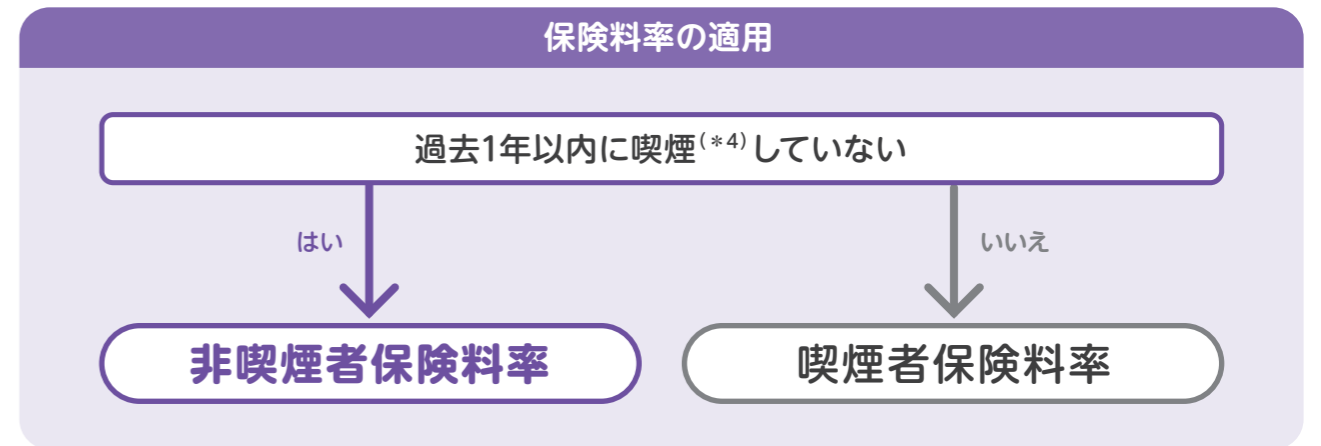 保険料率の適用
過去1年以内に喫煙(*4)していない
はい
いいえ
非喫煙者保険料率
喫煙者保険料率